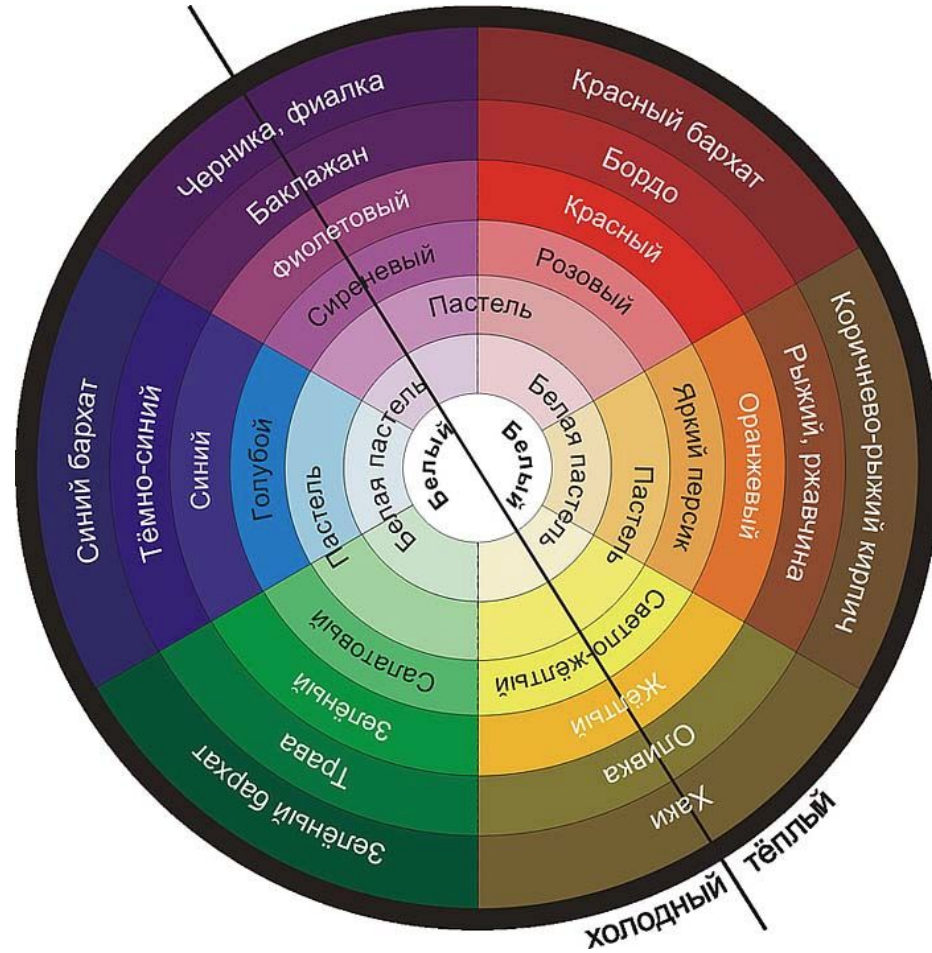 Черника, фиалка
Баклажан
Фиолетовый
Сиреневый
Пастель
Красный бархат
Бордо
Красный
Розовый
Белая пастель
Белый
Коричнево-рыжий кирпич
Рыжий, ржавчина
Оранжевый
Яркий персик
Пастель
Синий бархат
Тёмно-синий
Синий
Голубой
Пастель
Белая пастель
Белый
Светло-жёлтый
Жёлтый
Оливка
Хаки
Салатовый
Зелёный
Трава
Зелёный бархат
холодный
тёплый